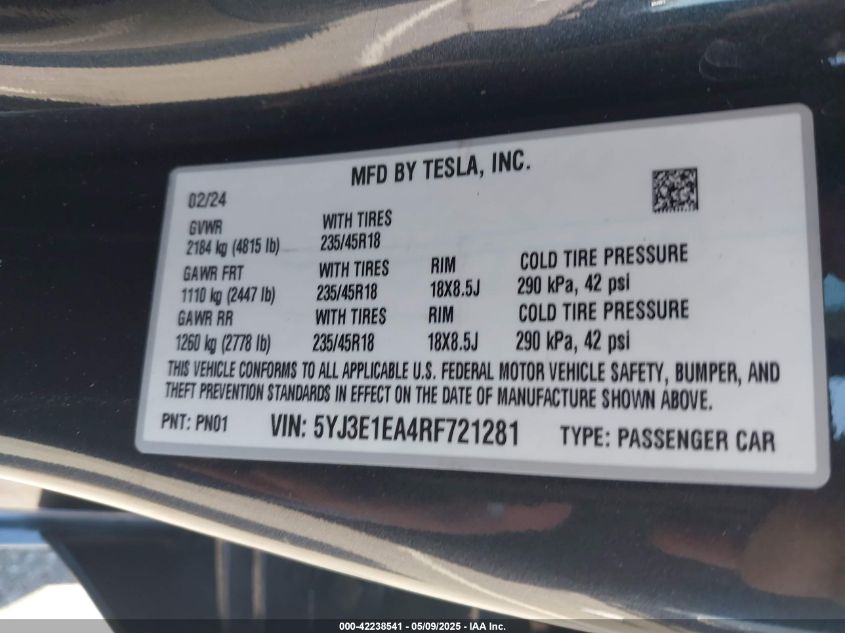 MFD BY TESLA, INC.
02/24
GVWR WITH TIRES
2184 kg (4815 lb) 235/45R18
GAWR FRT WITH TIRES RIM COLD TIRE PRESSURE
1110 kg (2447 lb) 235/45R18 18X8.5J 290 kPa, 42 psi
GAWR RR WITH TIRES RIM COLD TIRE PRESSURE
1260 kg (2778 lb) 235/45R18 18X8.5J 290 kPa, 42 psi
THIS VEHICLE CONFORMS TO ALL APPLICABLE U.S. FEDERAL MOTOR VEHICLE SAFETY, BUMPER, AND
THEFT PREVENTION STANDARDS IN EFFECT ON THE DATE OF MANUFACTURE SHOWN ABOVE.
PNT: PN01 VIN: 5YJ3E1EA4RF721281 TYPE: PASSENGER CAR
000-42238541 - 05/09/2025 - IAA Inc.